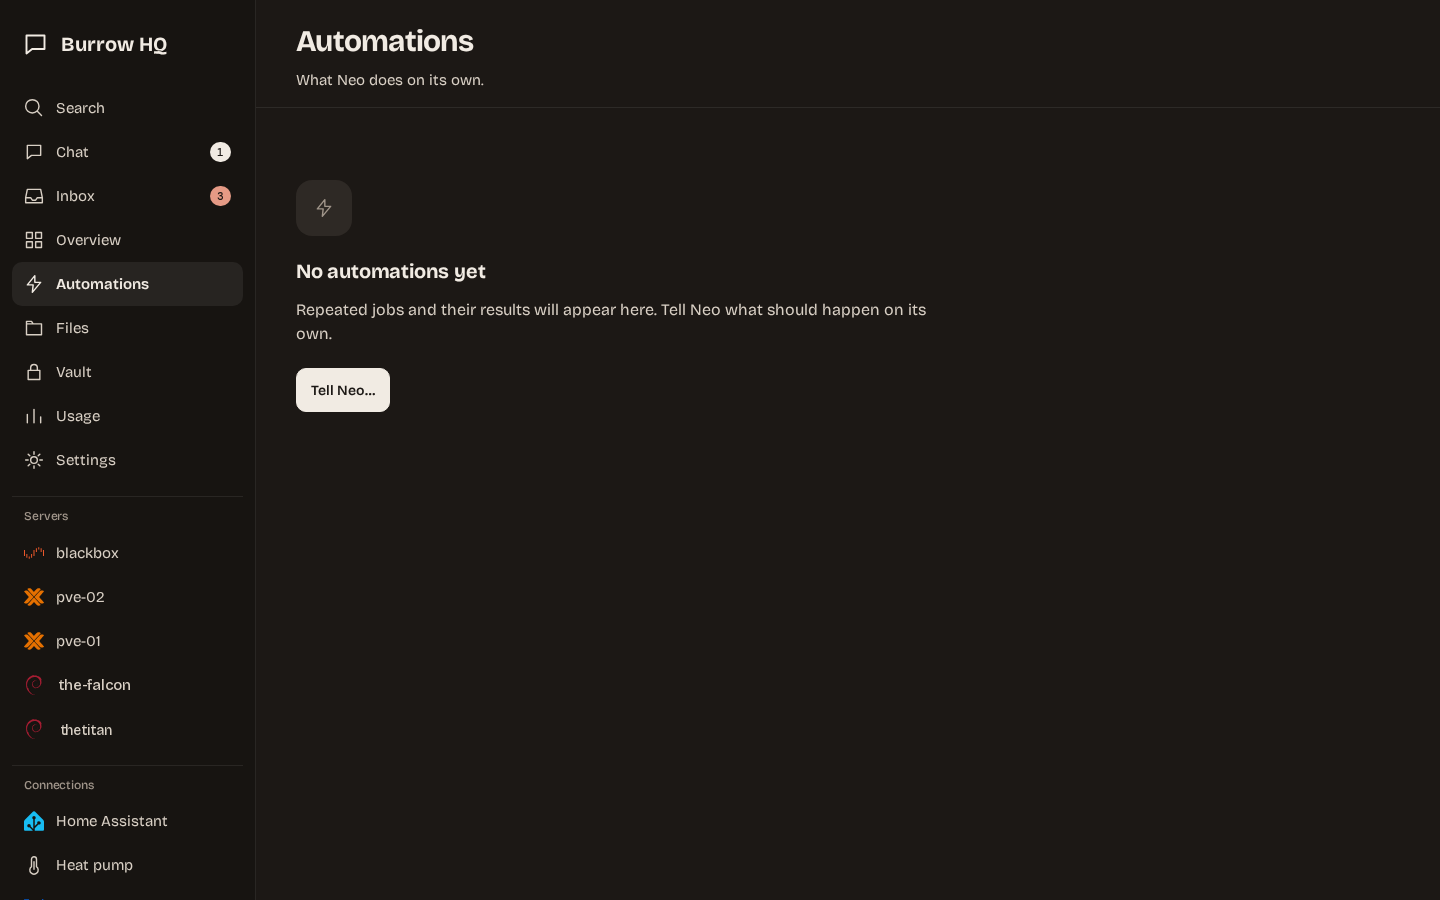 Burrow HQ
Search
Chat 1
Inbox 3
Overview
Automations
Files
Vault
Usage
Settings
Servers
blackbox
pve-02
pve-01
the-falcon
thetitan
Connections
Home Assistant
Heat pump
Automations
What Neo does on its own.
No automations yet
Repeated jobs and their results will appear here. Tell Neo what should happen on its
own.
Tell Neo...